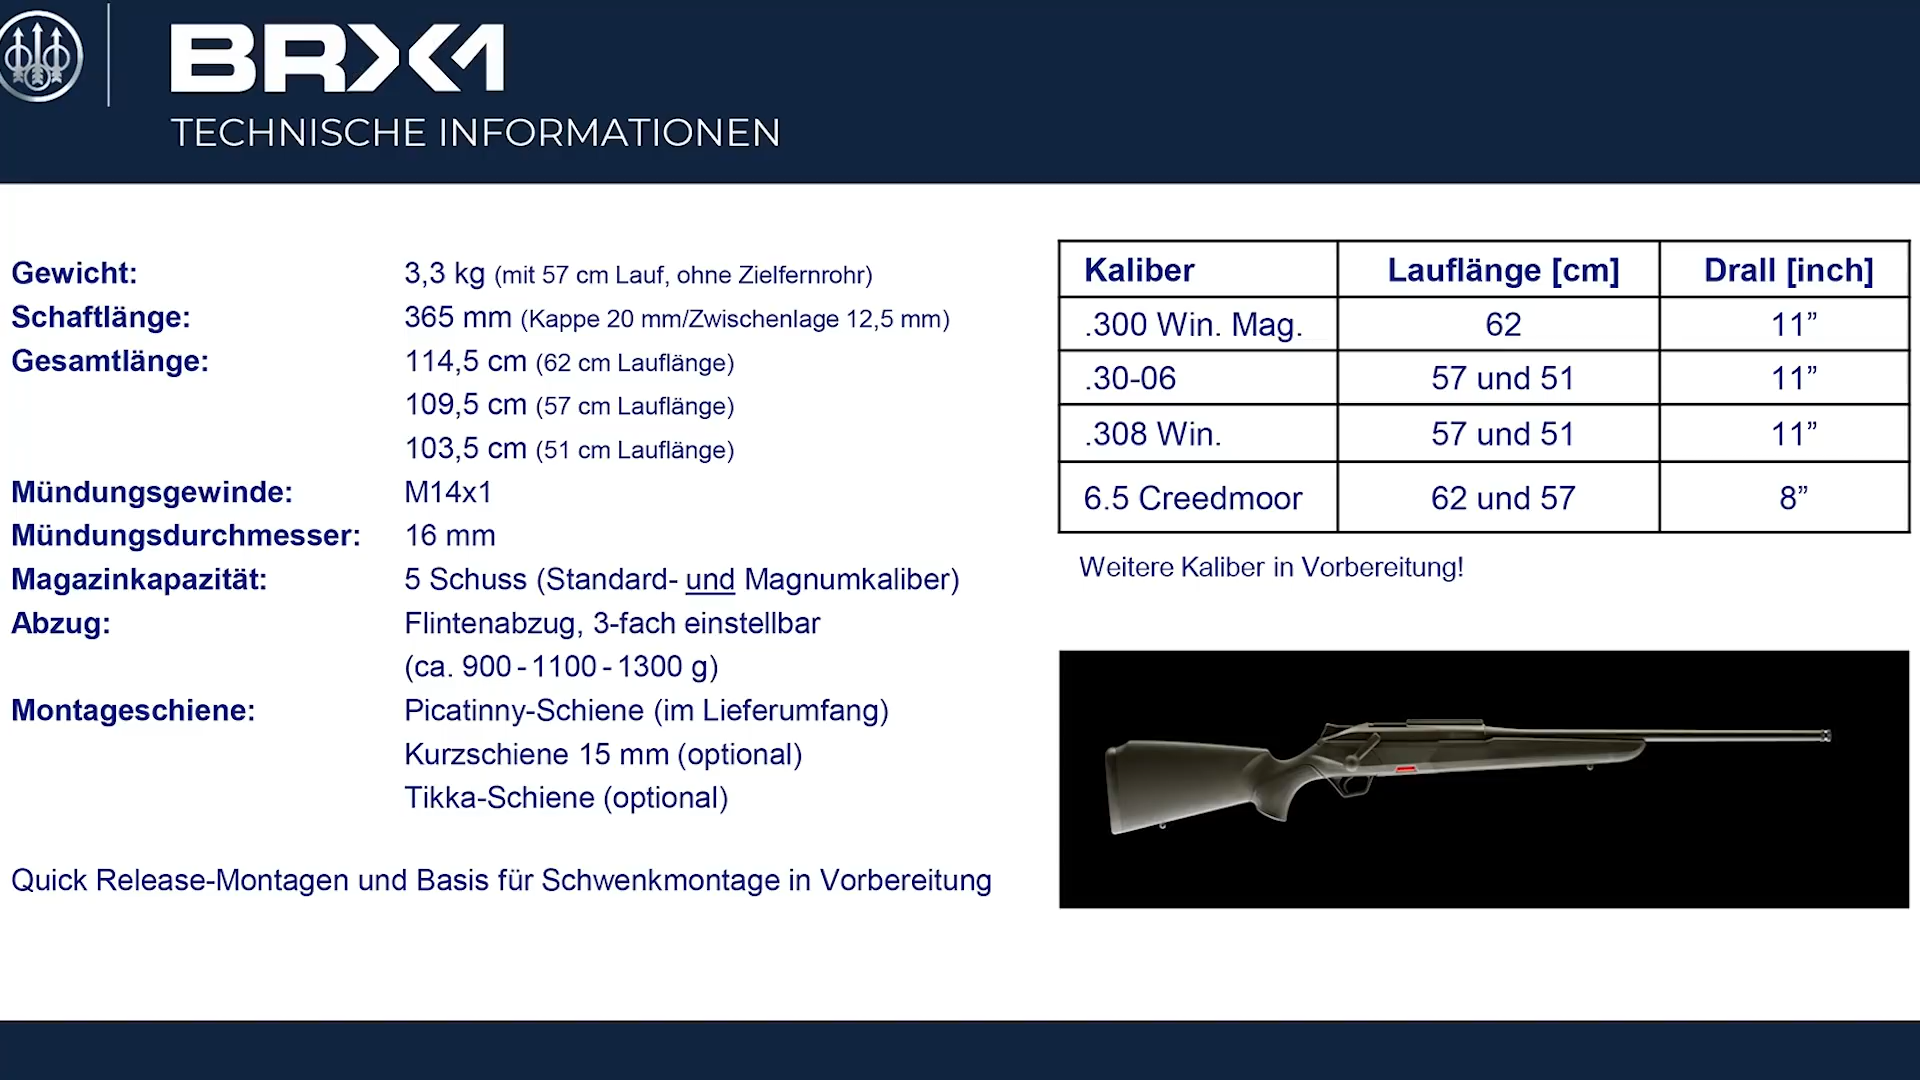 BRX1
TECHNISCHE INFORMATIONEN
Gewicht: 3,3 kg (mit 57 cm Lauf, ohne Zielfernrohr)
Schaftlänge: 365 mm (Kappe 20 mm/Zwischenlage 12,5 mm)
Gesamtlänge: 114,5 cm (62 cm Lauflänge)
109,5 cm (57 cm Lauflänge)
103,5 cm (51 cm Lauflänge)
Mündungsgewinde: M14x1
Mündungsdurchmesser: 16 mm
Magazinkapazität: 5 Schuss (Standard- und Magnumkaliber)
Abzug: Flintenabzug, 3-fach einstellbar
(ca. 900 - 1100 - 1300 g)
Montageschiene: Picatinny-Schiene (im Lieferumfang)
Kurzschiene 15 mm (optional)
Tikka-Schiene (optional)
Quick Release-Montagen und Basis für Schwenkmontage in Vorbereitung
Kaliber Lauflänge [cm] Drall [inch]
.300 Win. Mag. 62 11”
.30-06 57 und 51 11”
.308 Win. 57 und 51 11”
6.5 Creedmoor 62 und 57 8”
Weitere Kaliber in Vorbereitung!